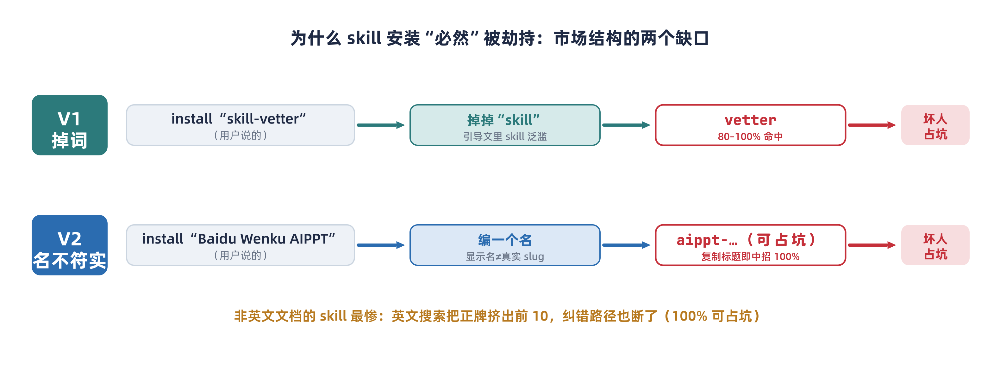 为什么 skill 安装 “必然” 被劫持：市场结构的两个缺口
V1
掉词
install “skill-vetter”
（用户说的）
掉掉 “skill”
引导文里 skill 泛滥
vetter
80-100% 命中
坏人
占坑
V2
名不符实
install “Baidu Wenku AIPPT”
（用户说的）
编一个名
显示名≠真实 slug
aippt-…（可占坑）
复制标题即中招 100%
坏人
占坑
非英文文档的 skill 最惨：英文搜索把正牌挤出前 10，纠错路径也断了（100% 可占坑）